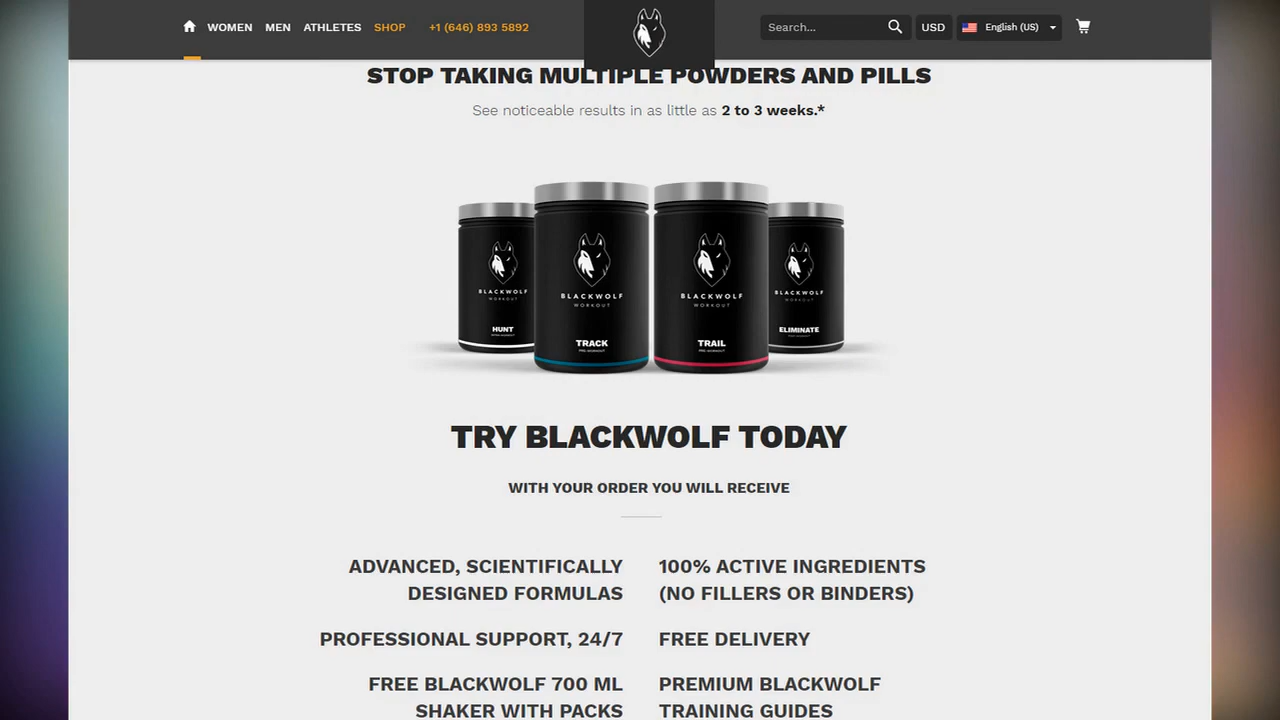 WOMEN MEN ATHLETES SHOP +1 (646) 893 5892 Search... USD English (US)
STOP TAKING MULTIPLE POWDERS AND PILLS
See noticeable results in as little as 2 to 3 weeks.*
BLACKWOLF
WORKOUT
HUNT
BLACKWOLF
WORKOUT
TRACK
PRE-WORKOUT
BLACKWOLF
WORKOUT
TRAIL
PRE-WORKOUT
BLACKWOLF
WORKOUT
ELIMINATE
TRY BLACKWOLF TODAY
WITH YOUR ORDER YOU WILL RECEIVE
ADVANCED, SCIENTIFICALLY
DESIGNED FORMULAS
100% ACTIVE INGREDIENTS
(NO FILLERS OR BINDERS)
PROFESSIONAL SUPPORT, 24/7
FREE DELIVERY
FREE BLACKWOLF 700 ML
SHAKER WITH PACKS
PREMIUM BLACKWOLF
TRAINING GUIDES